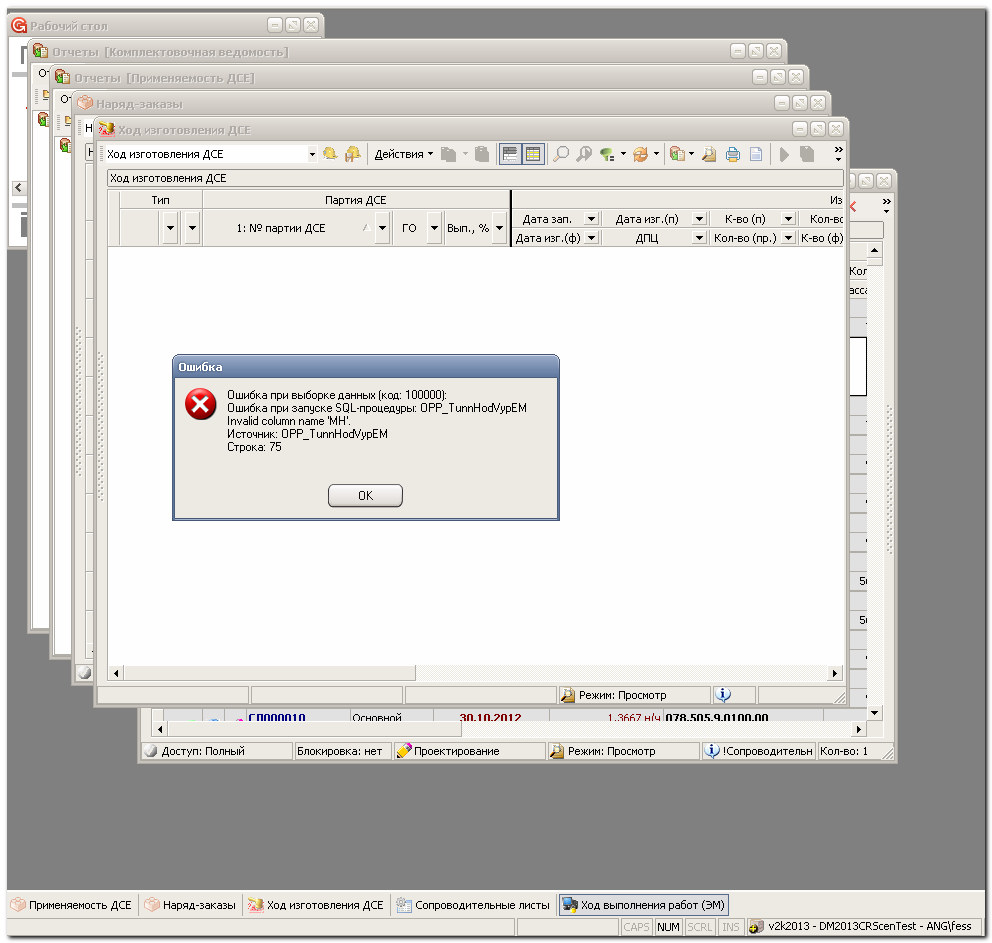 Рабочий стол
Отчеты [Комплектовочная ведомость]
Отчеты [Применяемость ДСЕ]
Наряд-заказы
Ход изготовления ДСЕ
Ход изготовления ДСЕ
Действия
Ход изготовления ДСЕ
Тип
Партия ДСЕ
Из
1: № партии ДСЕ
ГО
Вып., %
Дата зап.
Дата изг.(п)
К-во (п)
Кол-вс
Дата изг.(ф)
ДПЦ
Кол-во (пр.)
К-во (ф)
Кол
асса
Ошибка
Ошибка при выборке данных (код: 100000):
Ошибка при запуске SQL-процедуры: OPP_TunnHodVypEM
Invalid column name 'MH'.
Источник: OPP_TunnHodVypEM
Строка: 75
OK
Режим: Просмотр
СП000010
Основной
30.10.2012
1,3667 н/ч
078.505.9.0100.00
Доступ: Полный
Блокировка: нет
Проектирование
Режим: Просмотр
!Сопроводительн
Кол-во: 1
Применяемость ДСЕ
Наряд-заказы
Ход изготовления ДСЕ
Сопроводительные листы
Ход выполнения работ (ЭМ)
CAPS
NUM
SCRL
INS
v2k2013 - DM2013CRScenTest - ANG\fess